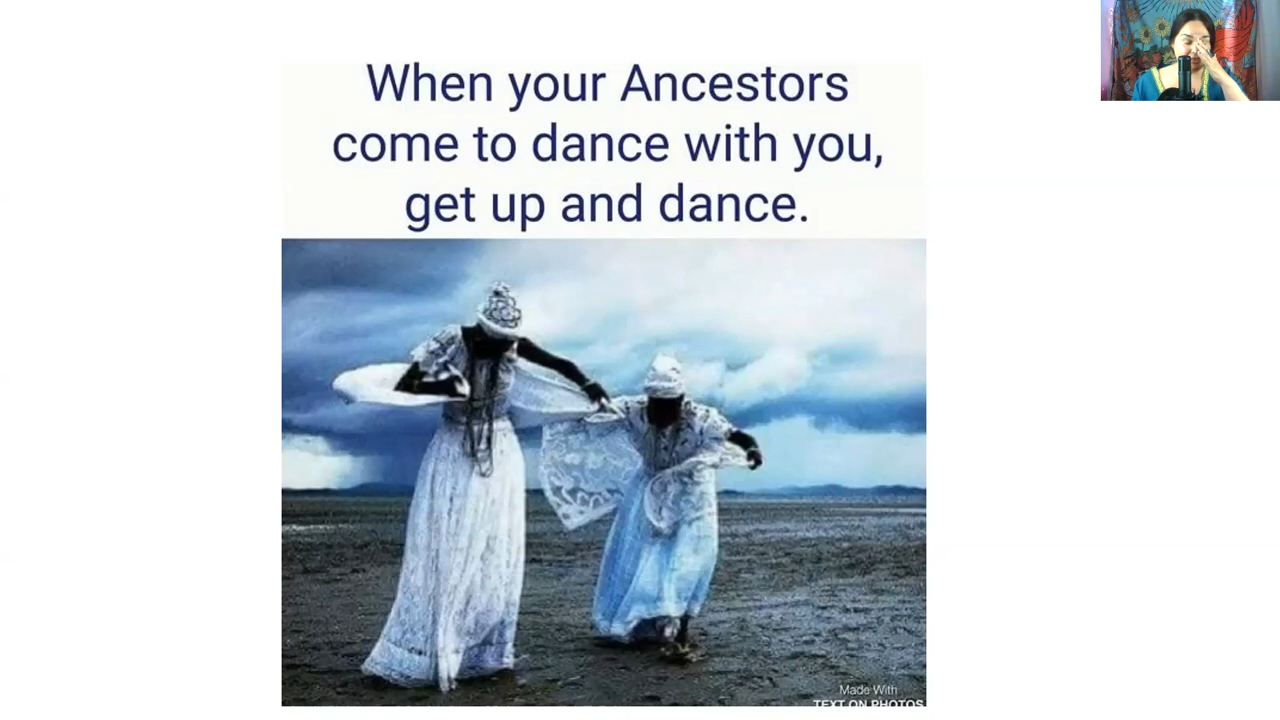 When your Ancestors
come to dance with you,
get up and dance.
Made With
TEXT ON PHOTOS